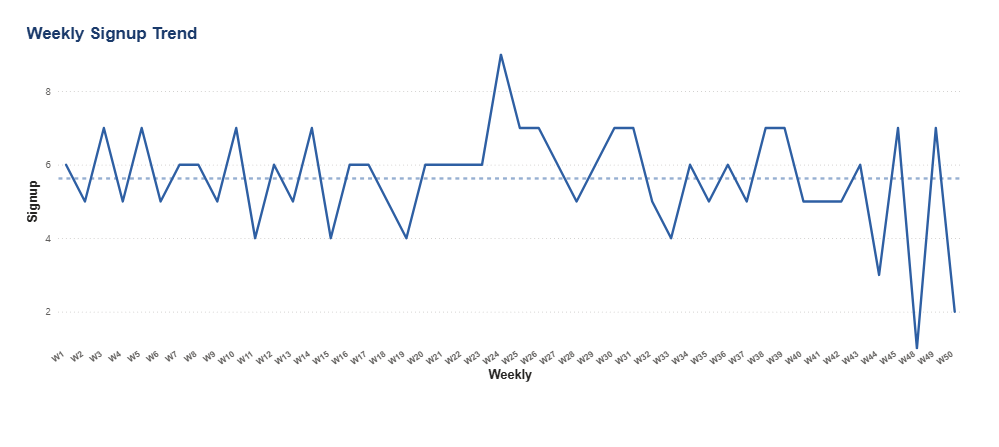 Weekly Signup Trend
Signup
8
6
4
2
W1 W2 W3 W4 W5 W6 W7 W8 W9 W10 W11 W12 W13 W14 W15 W16 W17 W18 W19 W20 W21 W22 W23 W24 W25 W26 W27 W28 W29 W30 W31 W32 W33 W34 W35 W36 W37 W38 W39 W40 W41 W42 W43 W44 W45 W48 W49 W50
Weekly